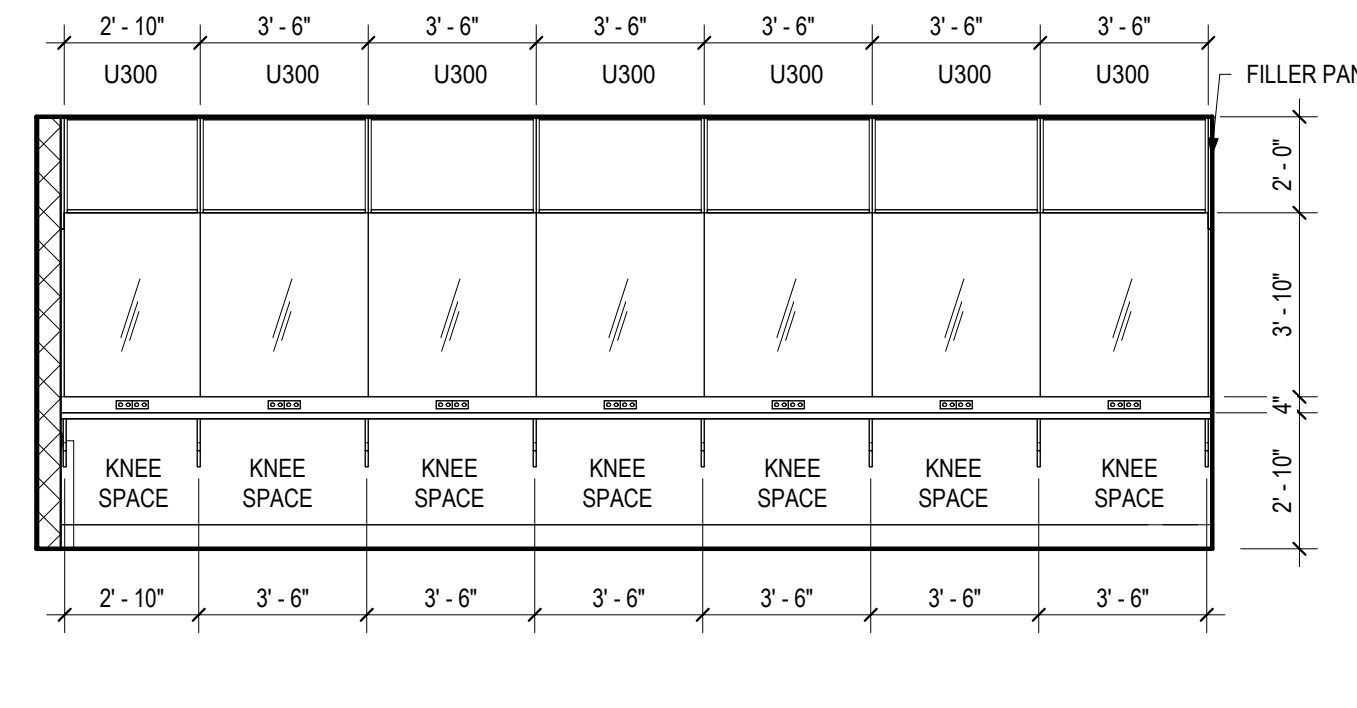 2' - 10" 3' - 6" 3' - 6" 3' - 6" 3' - 6" 3' - 6" 3' - 6"
U300 U300 U300 U300 U300 U300 U300
FILLER PAN
2' - 0"
3' - 10"
4"
2' - 10"
KNEE SPACE
KNEE SPACE
KNEE SPACE
KNEE SPACE
KNEE SPACE
KNEE SPACE
KNEE SPACE
2' - 10" 3' - 6" 3' - 6" 3' - 6" 3' - 6" 3' - 6" 3' - 6"